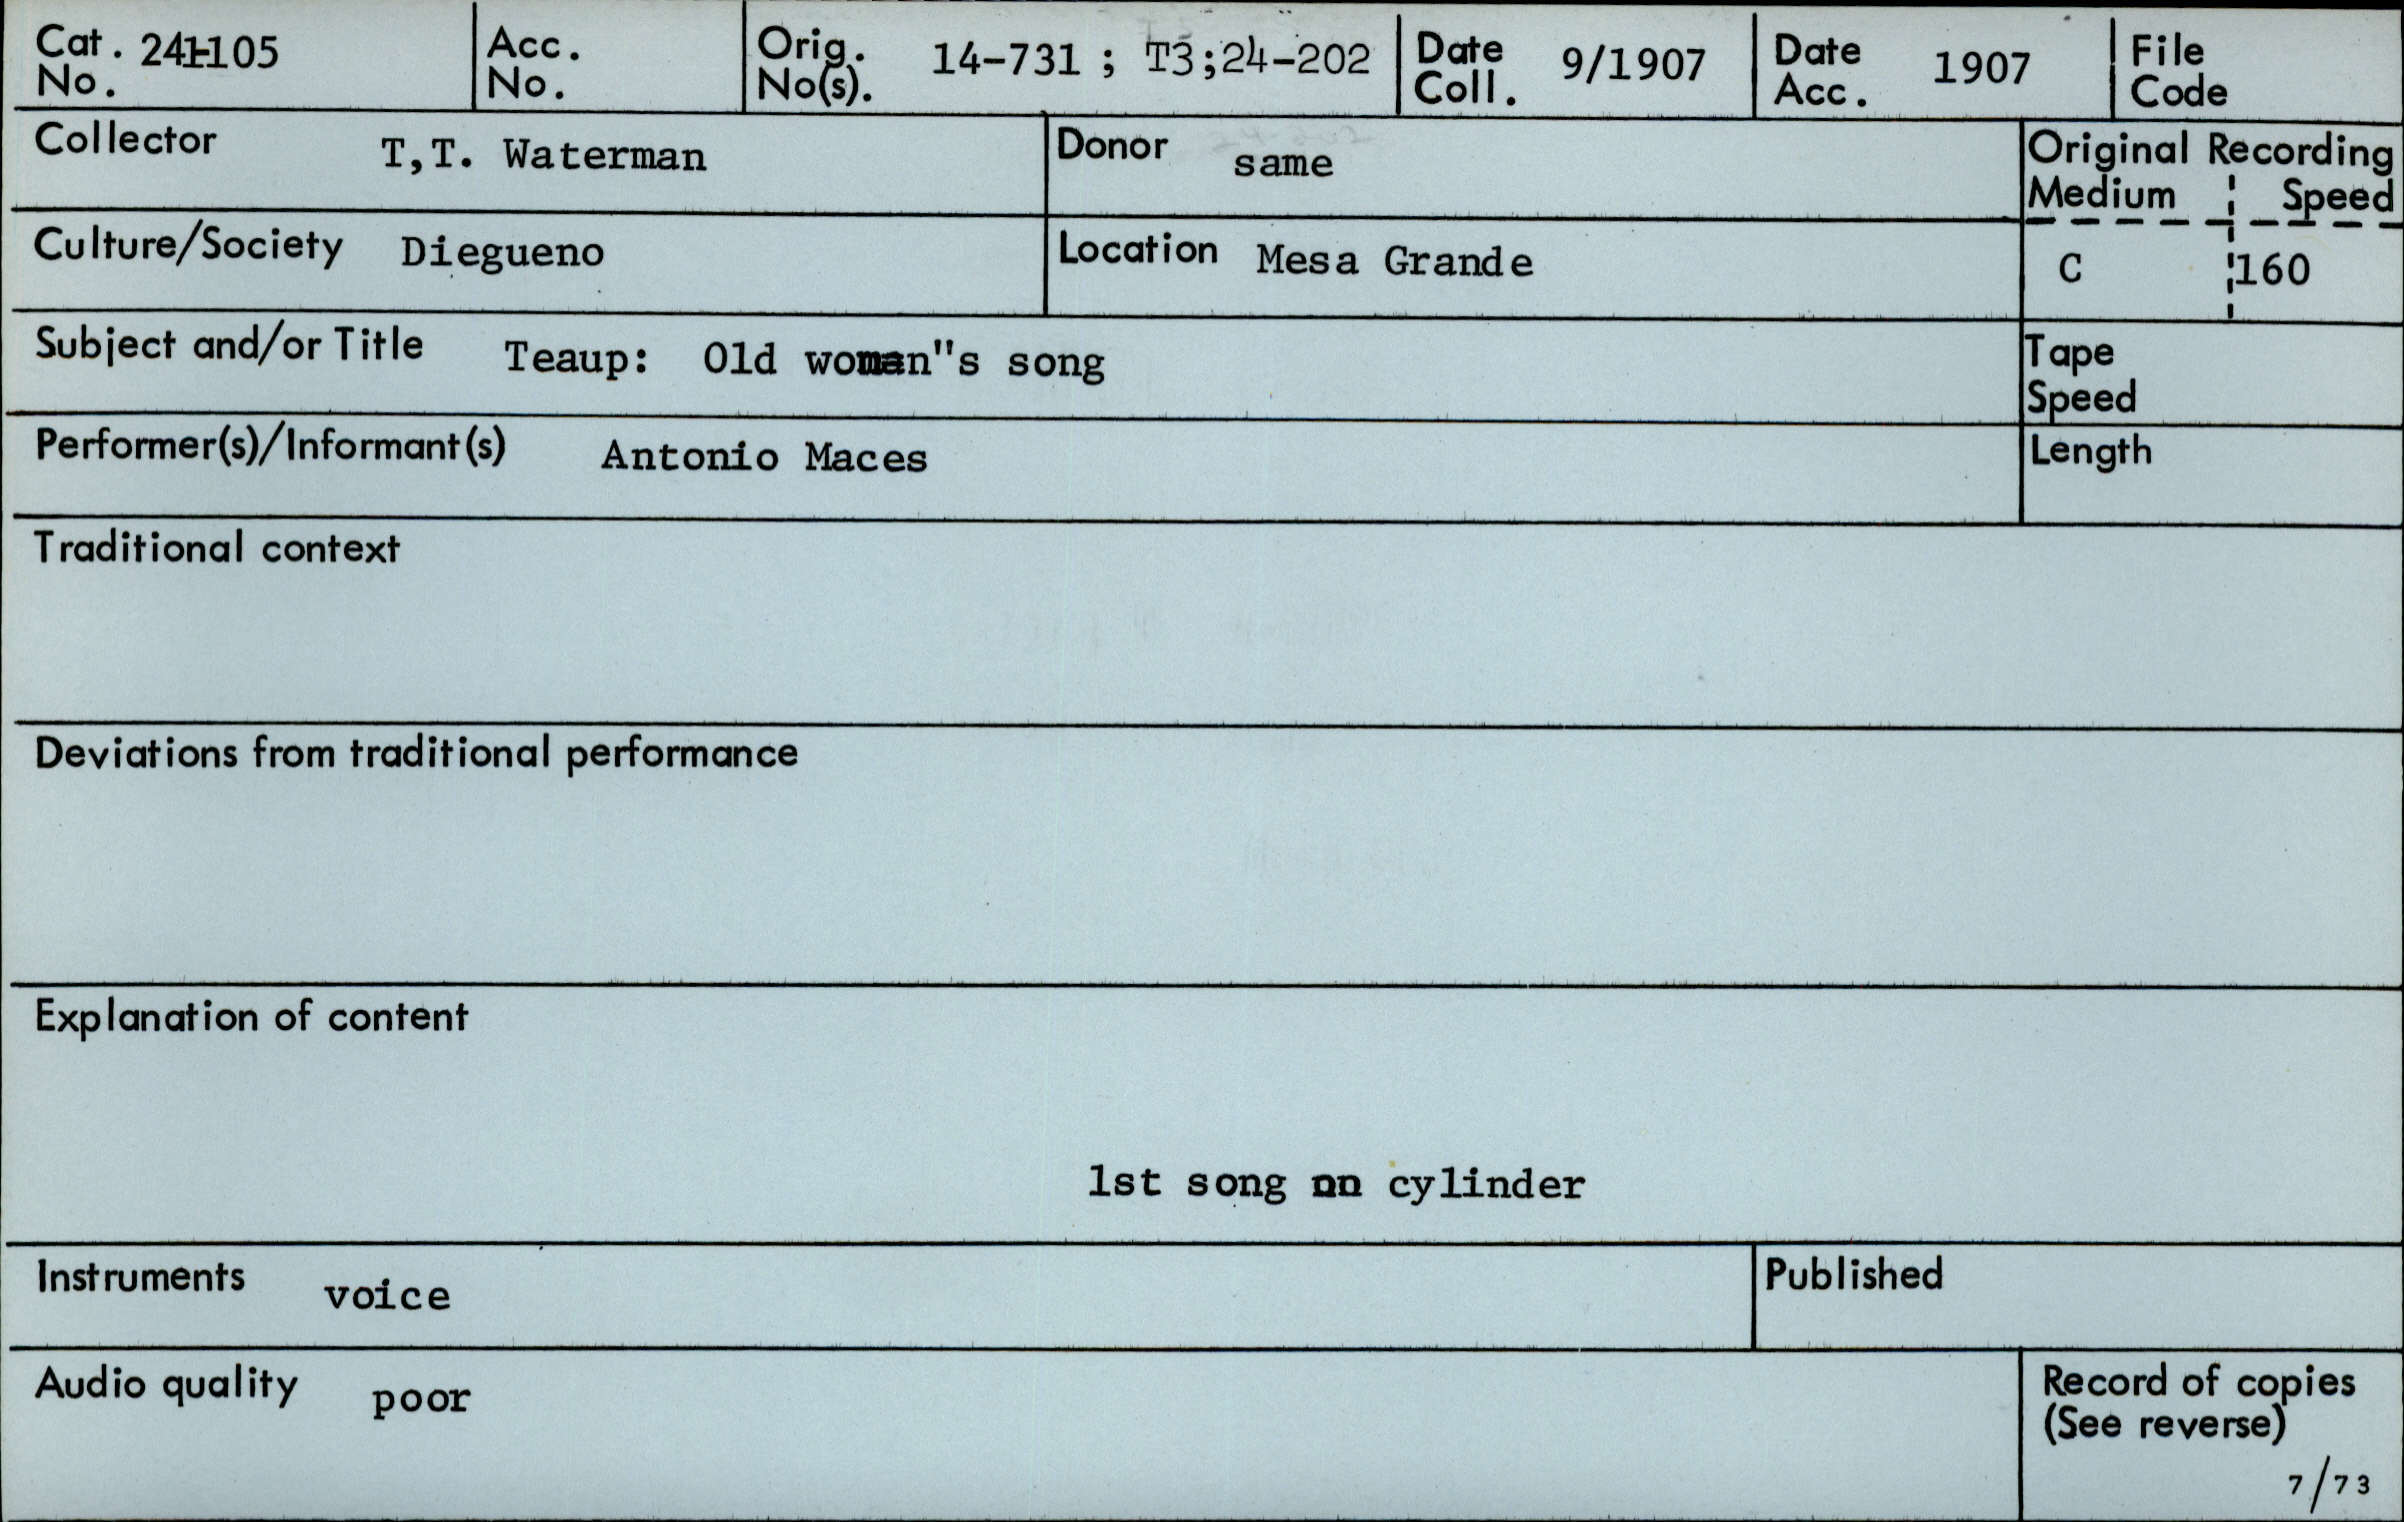 Cat. No. 24-1105
Acc. No.
Orig. No(s). 14-731 ; T3;24-202
Date Coll. 9/1907
Date Acc. 1907
File Code
Collector T,T. Waterman
Donor same
Original Recording
Medium Speed
C 160
Culture/Society Diegueno
Location Mesa Grande
Subject and/or Title Teaup: Old woman"s song
Tape Speed
Performer(s)/Informant(s) Antonio Maces
Length
Traditional context
Deviations from traditional performance
Explanation of content
1st song on cylinder
Instruments voice
Published
Audio quality poor
Record of copies
(See reverse)
7/73